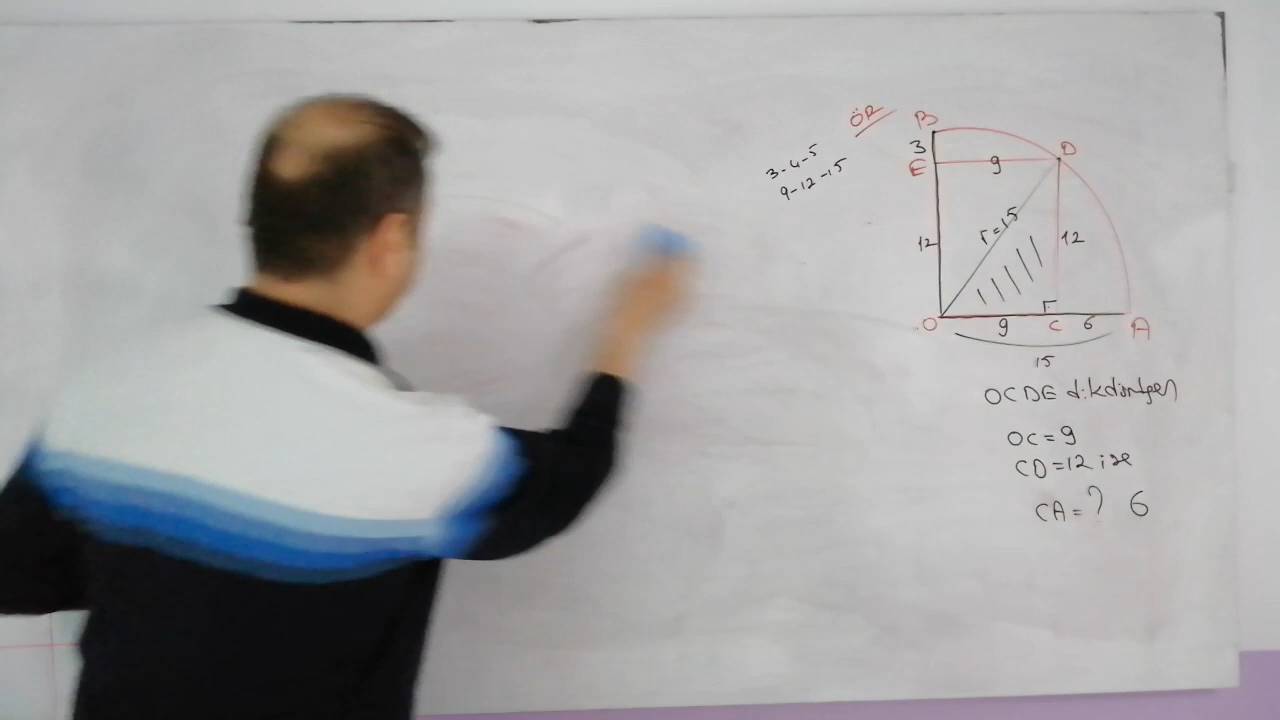 ÖR
3-4-5
9-12-15
B
3
E
9
D
12
r=15
12
O
9
C
6
A
15
OCDE dikdörtgen
OC=9
CD=12 ise
CA=? 6